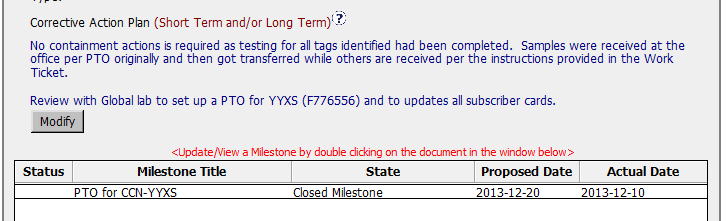 Corrective Action Plan (Short Term and/or Long Term)?
No containment actions is required as testing for all tags identified had been completed.  Samples were received at the
office per PTO originally and then got transferred while others are received per the instructions provided in the Work
Ticket.
Review with Global lab to set up a PTO for YYXS (F776556) and to updates all subscriber cards.
Modify
<Update/View a Milestone by double clicking on the document in the window below>
Status Milestone Title State Proposed Date Actual Date
PTO for CCN-YYXS Closed Milestone 2013-12-20 2013-12-10